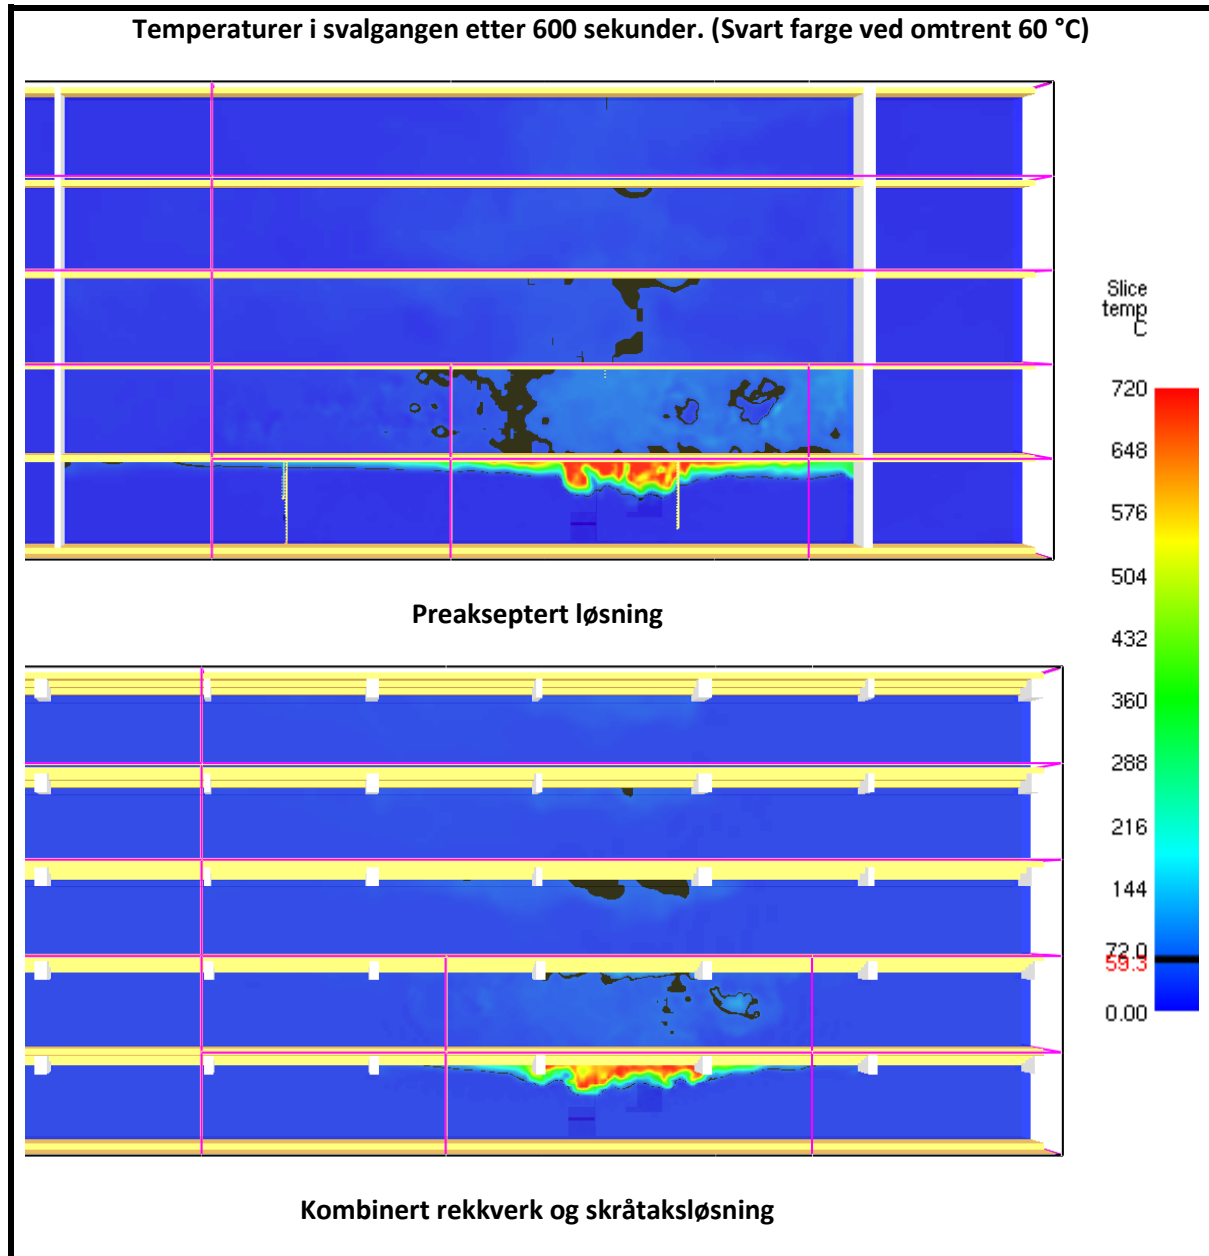 Temperaturer i svalgangen etter 600 sekunder. (Svart farge ved omtrent 60 °C)
Slice
temp
C
720
648
576
504
432
360
288
216
144
72.0
59.3
0.00
Preakseptert løsning
Kombinert rekkverk og skråtaksløsning